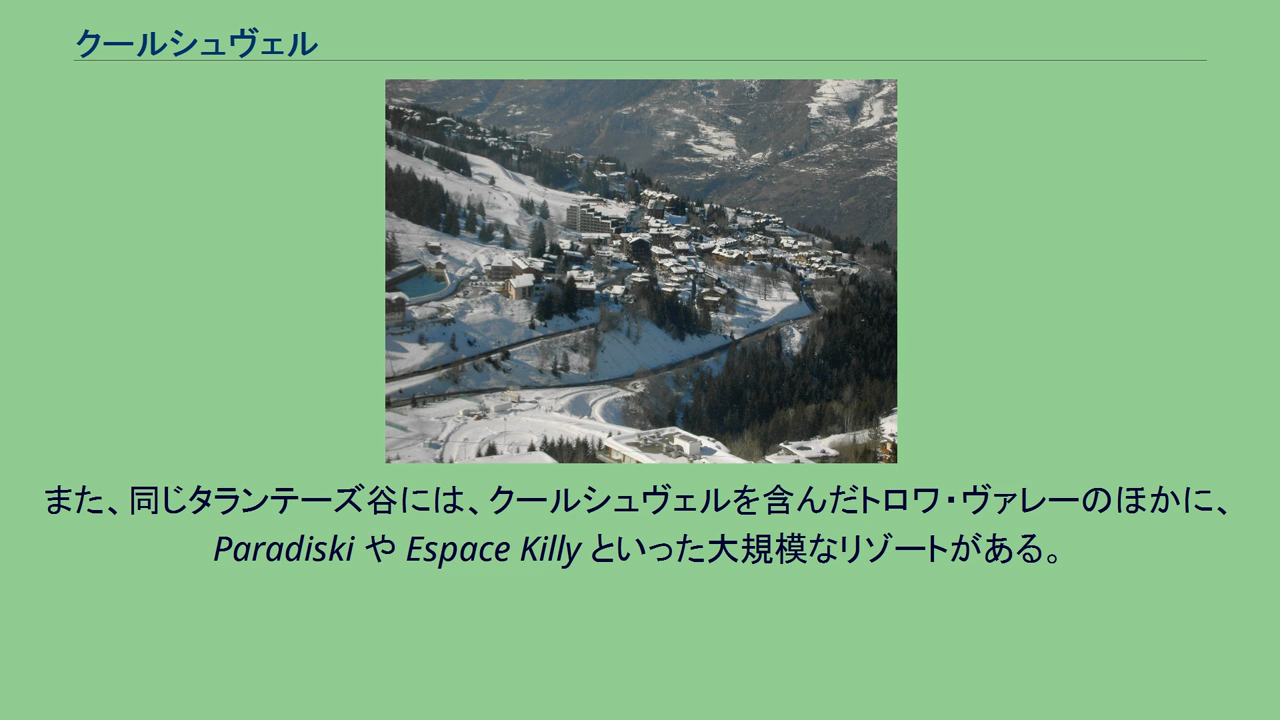 クールシュヴェル
また、同じタランテーズ谷には、クールシュヴェルを含んだトロワ・ヴァレーのほかに、
Paradiski や Espace Killy といった大規模なリゾートがある。